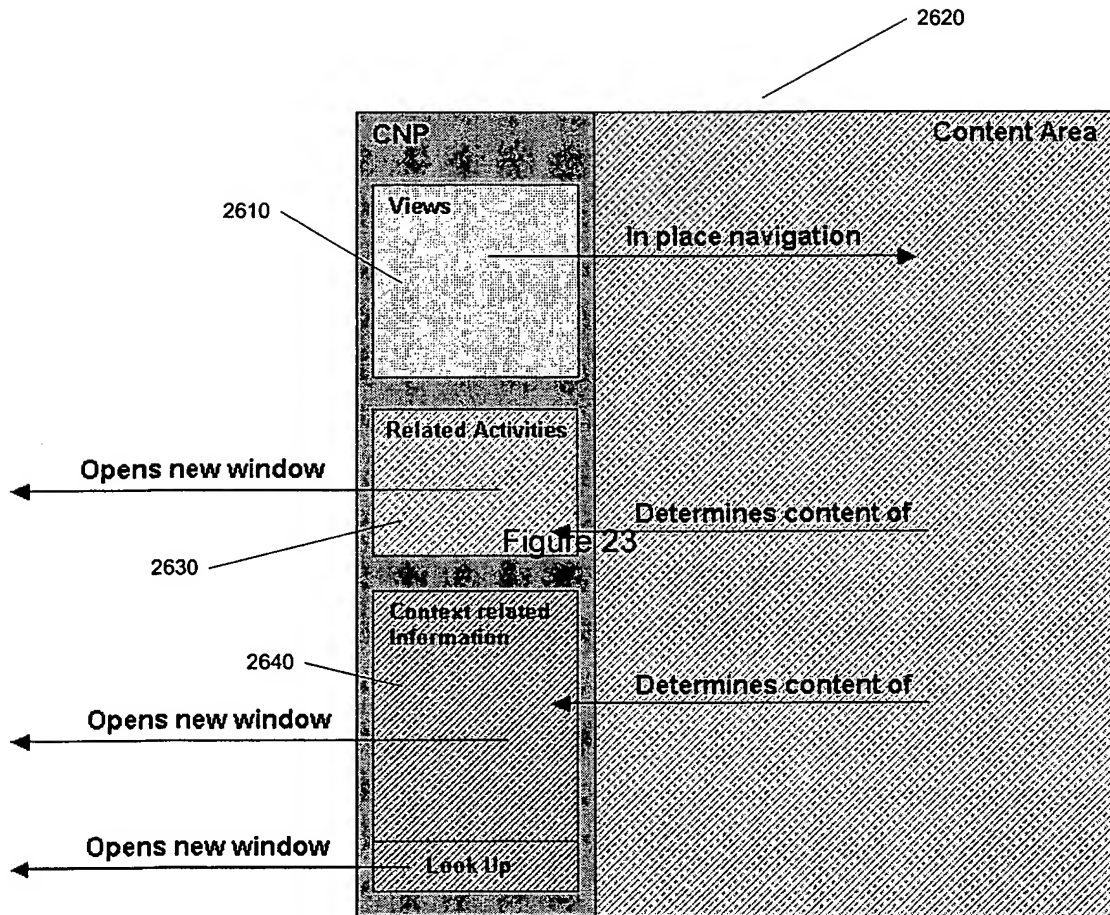 2620
CNP
Content Area
Views
2610
In place navigation
Related Activities
Opens new window
Determines content of
Figure 23
2630
Context related
Information
2640
Determines content of
Opens new window
Opens new window
Look Up